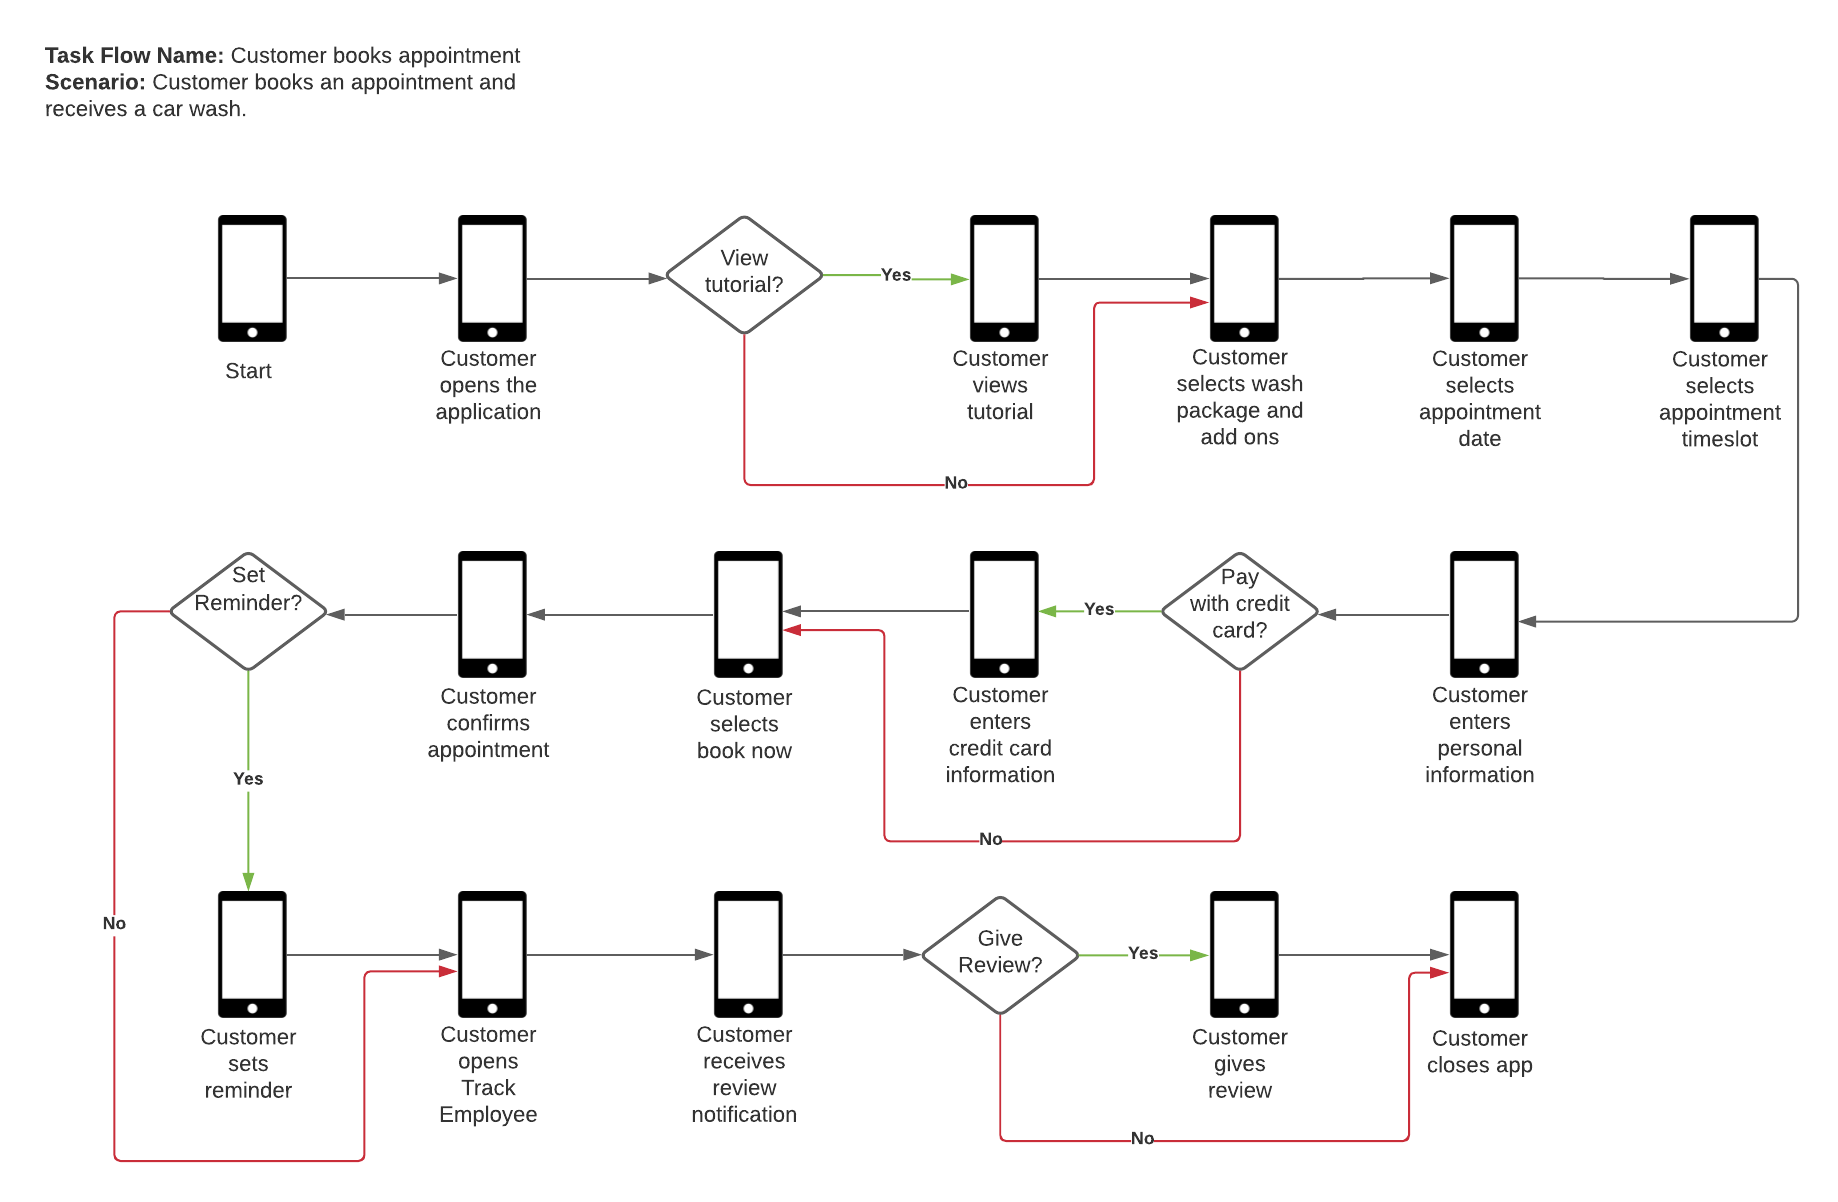 Task Flow Name: Customer books appointment
Scenario: Customer books an appointment and
receives a car wash.
Start
Customer
opens the
application
View
tutorial?
Yes
No
Customer
views
tutorial
Customer
selects wash
package and
add ons
Customer
selects
appointment
date
Customer
selects
appointment
timeslot
Customer
enters
personal
information
Pay
with credit
card?
Yes
No
Customer
enters
credit card
information
Customer
selects
book now
Customer
confirms
appointment
Set
Reminder?
Yes
No
Customer
sets
reminder
Customer
opens
Track
Employee
Customer
receives
review
notification
Give
Review?
Yes
No
Customer
gives
review
Customer
closes app